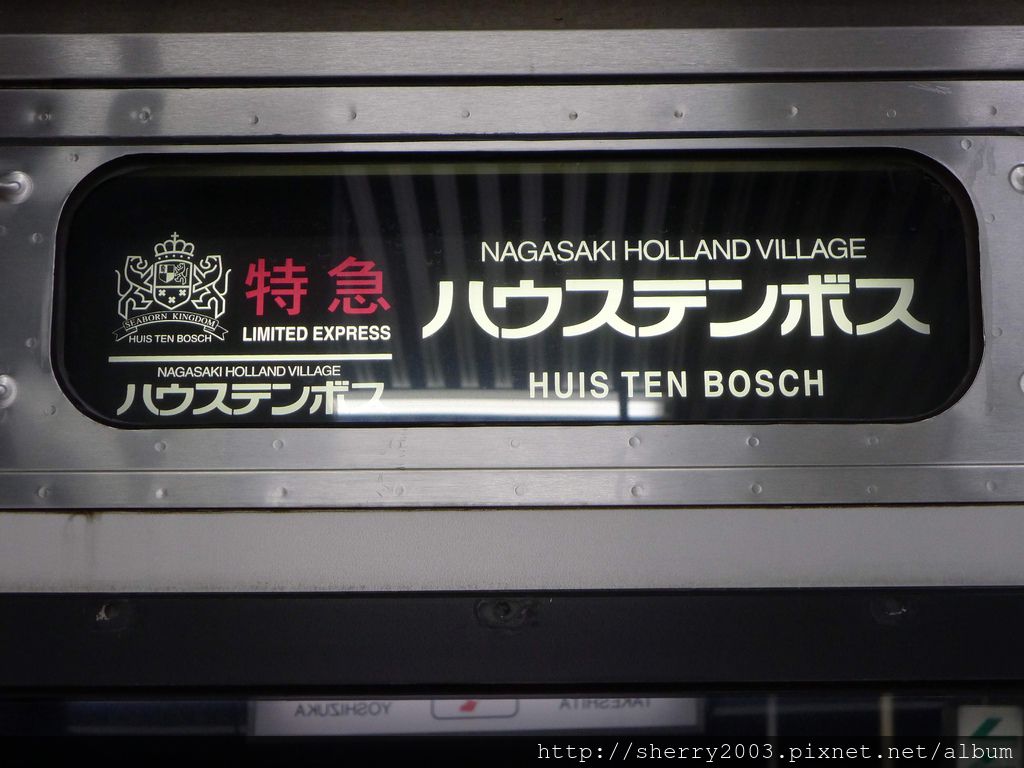 SEABORN KINGDOM
HUIS TEN BOSCH
特急
LIMITED EXPRESS
NAGASAKI HOLLAND VILLAGE
ハウステンボス
NAGASAKI HOLLAND VILLAGE
ハウステンボス
HUIS TEN BOSCH
YOSHIZUKA TAKESHITA
http://sherry2003.pixnet.net/album